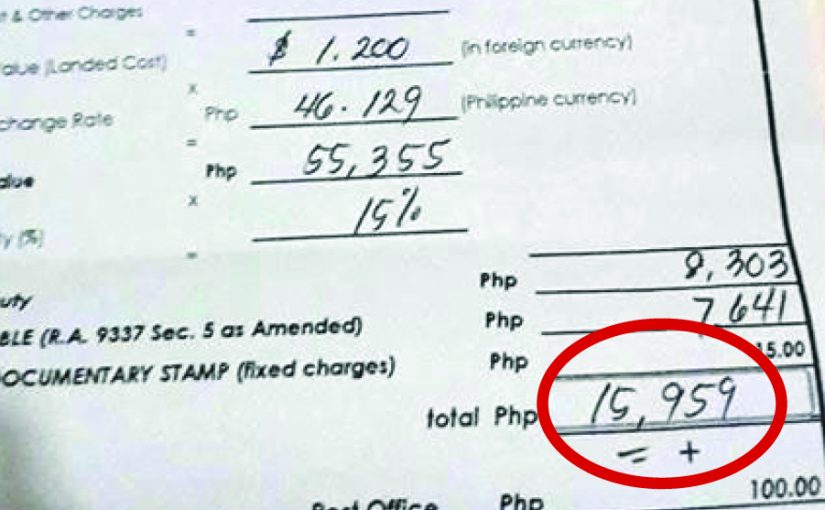 & Other Charges
=
alue (Landed Cost) $ 1.200 (in foreign currency)
x
change Rate Php 46.129 (Philippine currency)
=
alue Php 55,355
x
ty (%) 15%
=
uty Php 8,303
BLE (R.A. 9337 Sec. 5 as Amended) Php 7641
OCUMENTARY STAMP (fixed charges) Php 15.00
total Php 15,959
= +
Post Office Php 100.00